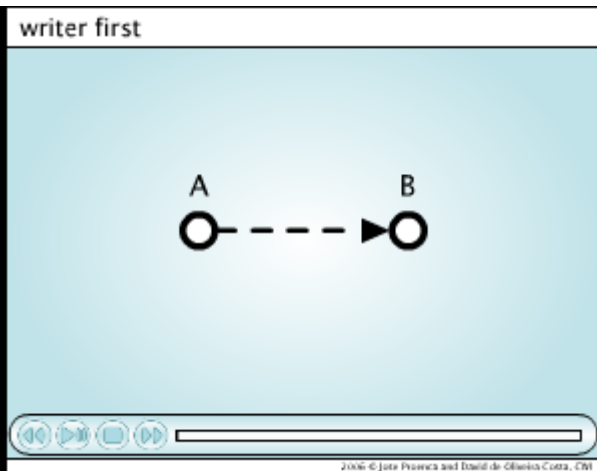 writer first
A B
2006 © Jose Proenca and David de Oliveira Costa, CWI